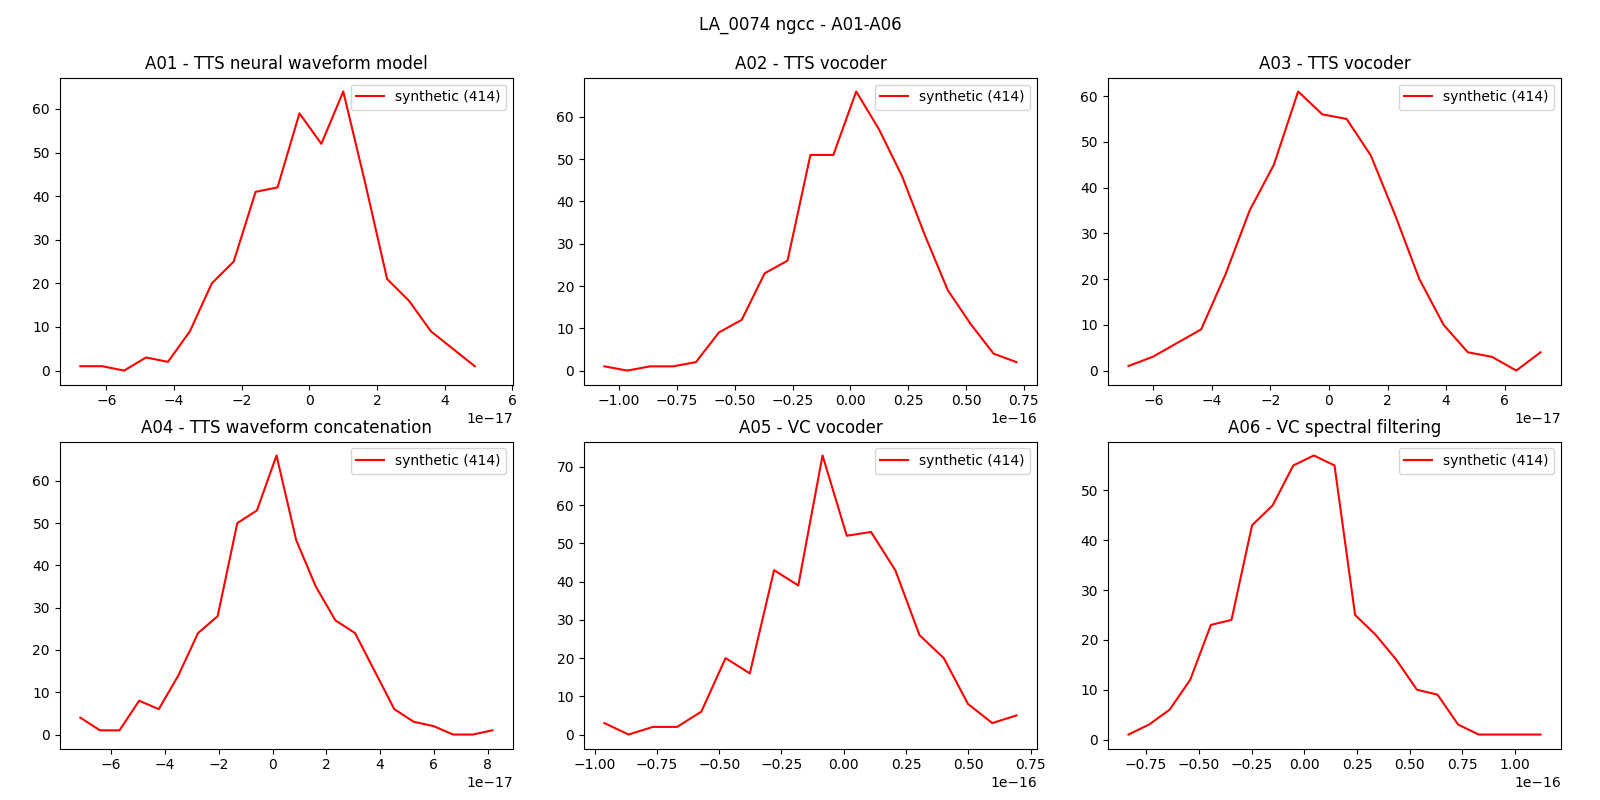 LA_0074 ngcc - A01-A06
A01 - TTS neural waveform model
synthetic (414)
60
50
40
30
20
10
0
−6 −4 −2 0 2 4 6
1e−17
A02 - TTS vocoder
synthetic (414)
60
50
40
30
20
10
0
−1.00 −0.75 −0.50 −0.25 0.00 0.25 0.50 0.75
1e−16
A03 - TTS vocoder
synthetic (414)
60
50
40
30
20
10
0
−6 −4 −2 0 2 4 6
1e−17
A04 - TTS waveform concatenation
synthetic (414)
60
50
40
30
20
10
0
−6 −4 −2 0 2 4 6 8
1e−17
A05 - VC vocoder
synthetic (414)
70
60
50
40
30
20
10
0
−1.00 −0.75 −0.50 −0.25 0.00 0.25 0.50 0.75
1e−16
A06 - VC spectral filtering
synthetic (414)
50
40
30
20
10
0
−0.75 −0.50 −0.25 0.00 0.25 0.50 0.75 1.00
1e−16